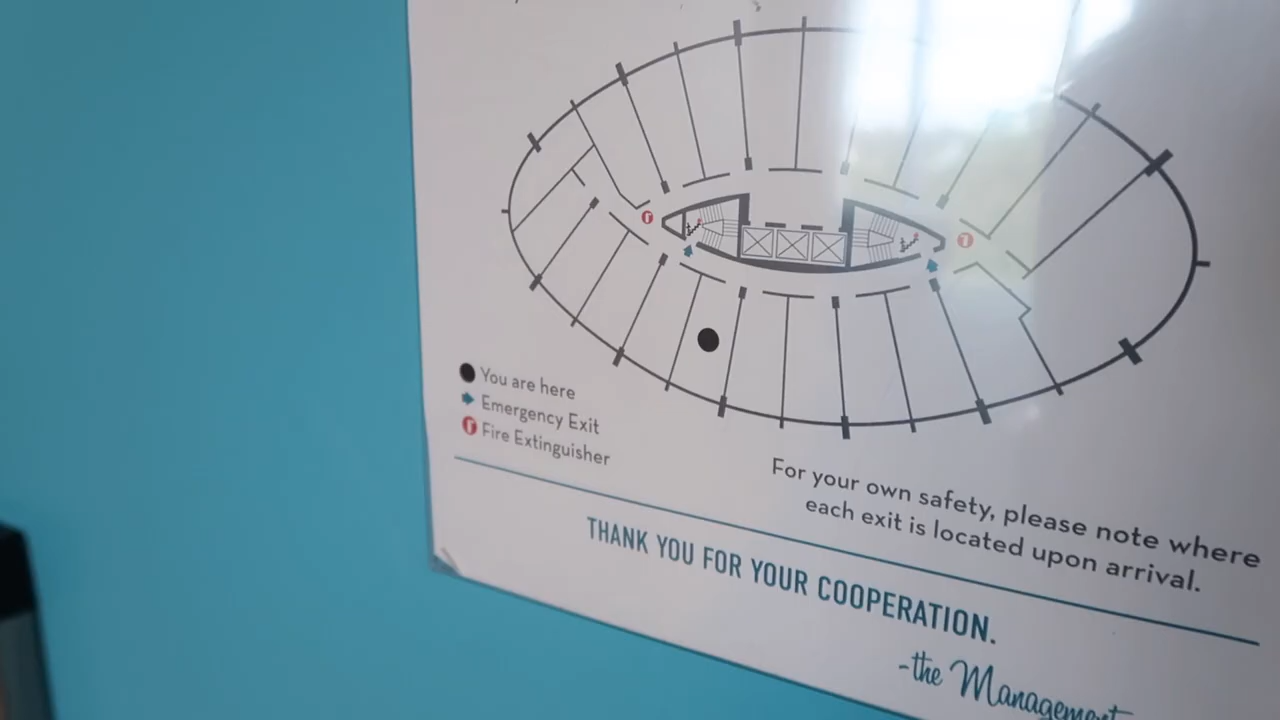 You are here
Emergency Exit
Fire Extinguisher
For your own safety, please note where
each exit is located upon arrival.
THANK YOU FOR YOUR COOPERATION.
-the Management